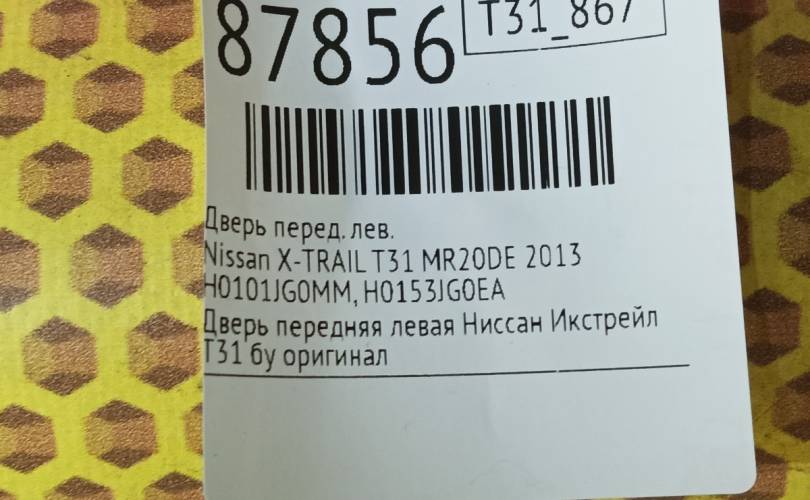 87856
T31_867
Дверь перед. лев.
Nissan X-TRAIL T31 MR20DE 2013
H0101JG0MM, H0153JG0EA
Дверь передняя левая Ниссан Икстрейл
Т31 бу оригинал